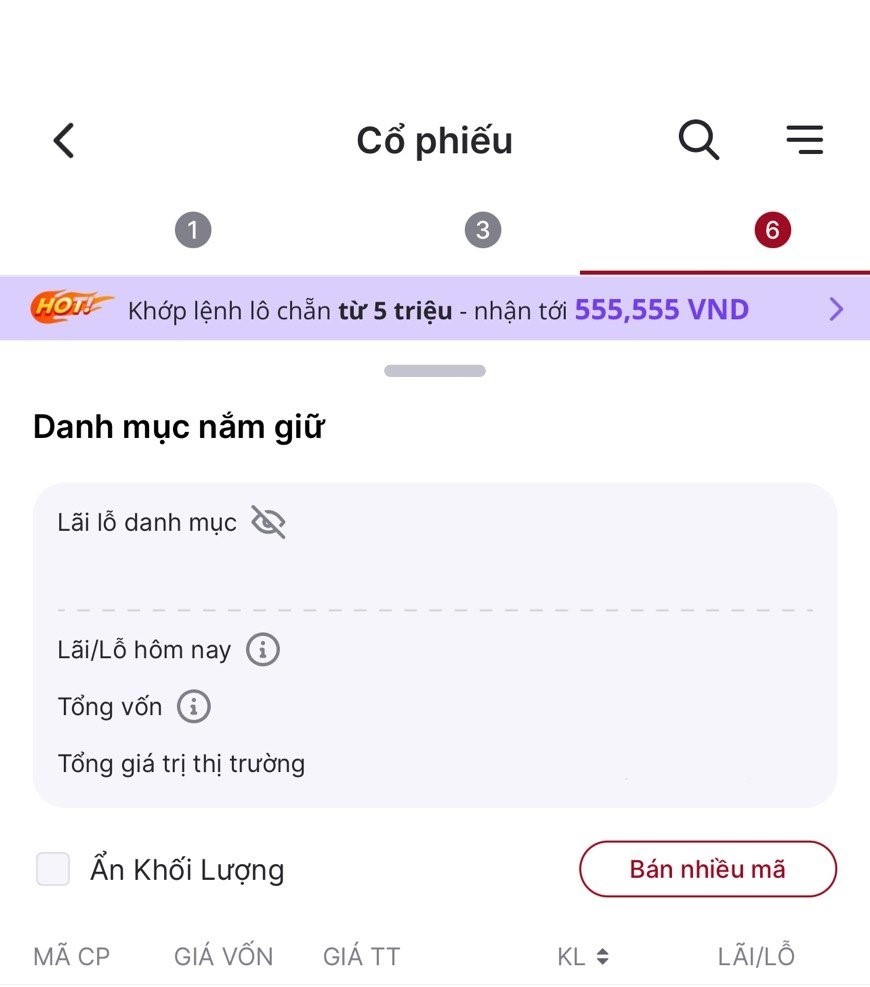 Cổ phiếu
1 3 6
HOT! Khớp lệnh lô chẵn từ 5 triệu - nhận tới 555,555 VND
Danh mục nắm giữ
Lãi lỗ danh mục
Lãi/Lỗ hôm nay
Tổng vốn
Tổng giá trị thị trường
Ẩn Khối Lượng Bán nhiều mã
MÃ CP GIÁ VỐN GIÁ TT KL LÃI/LỖ